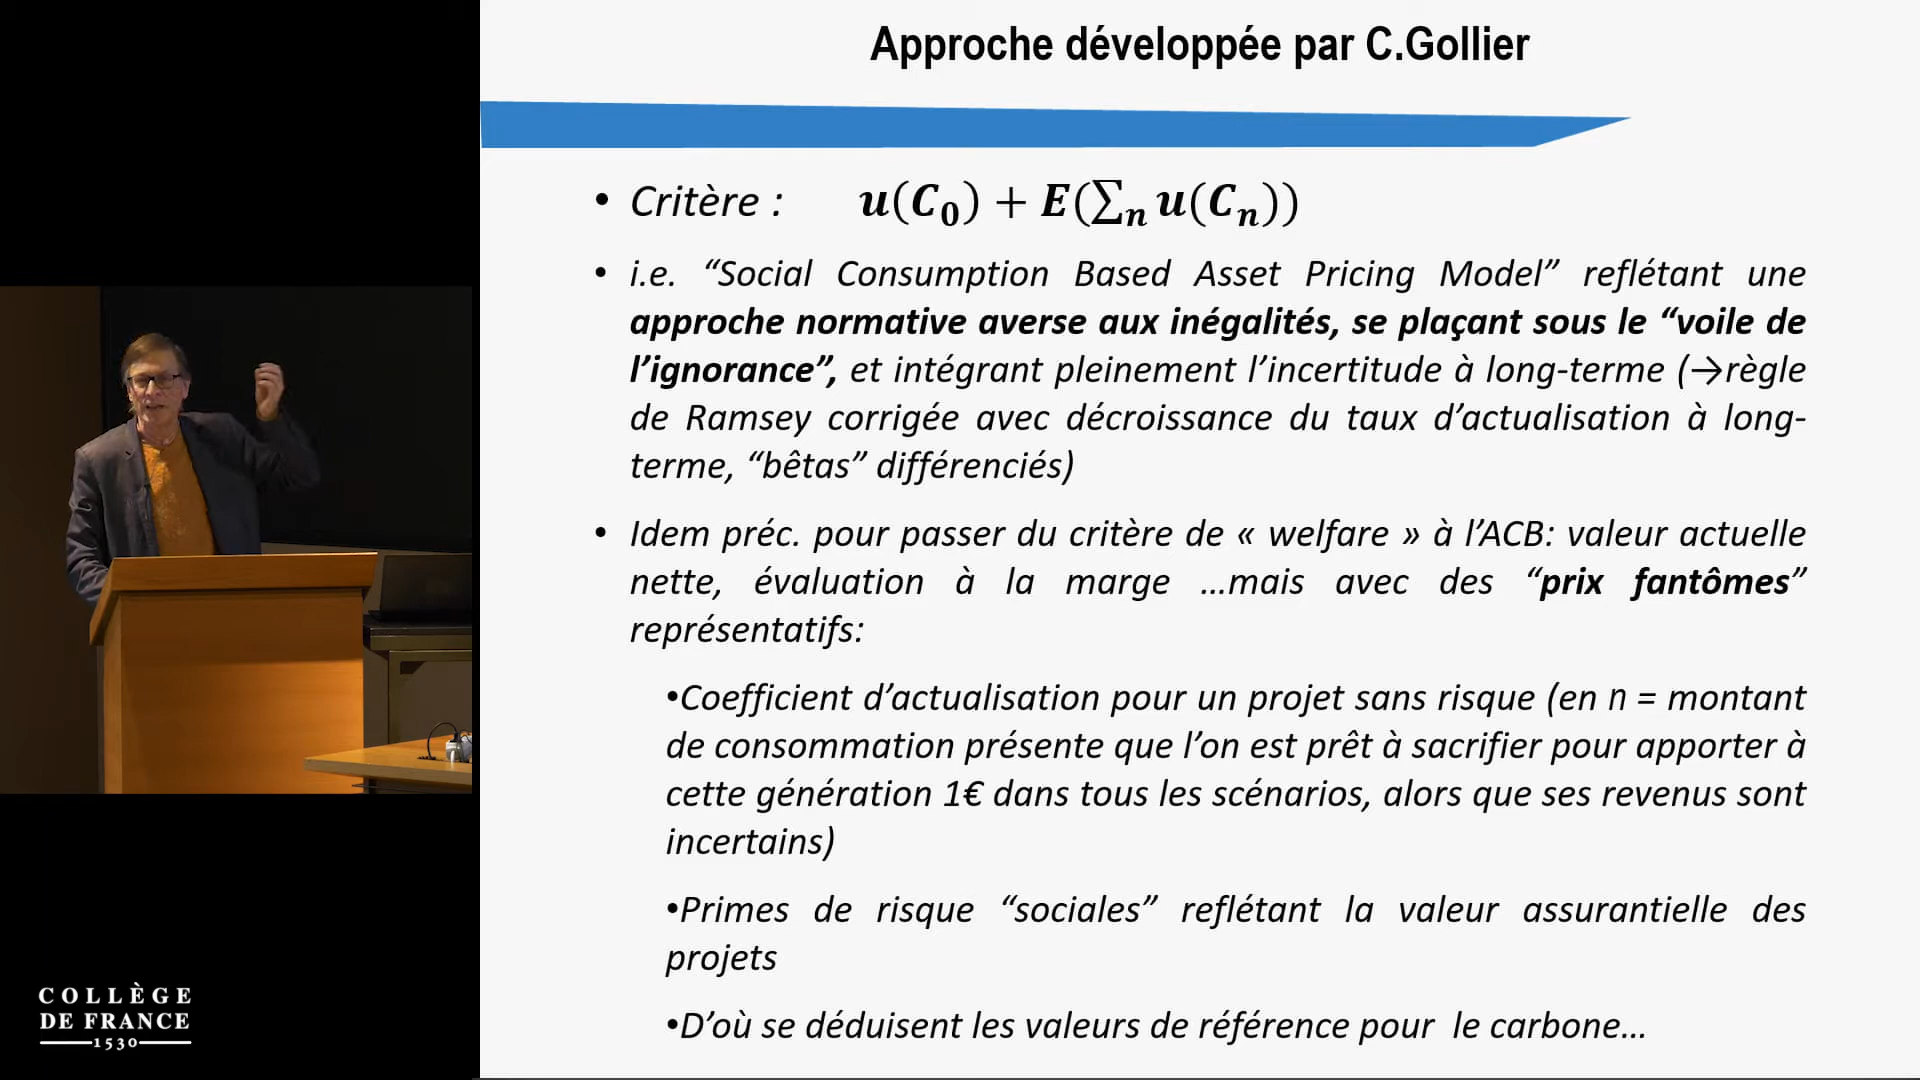 Approche développée par C.Gollier
• Critère : u(C₀) + E(∑ₙ u(Cₙ))
• i.e. “Social Consumption Based Asset Pricing Model” reflétant une
approche normative averse aux inégalités, se plaçant sous le “voile de
l’ignorance”, et intégrant pleinement l’incertitude à long-terme (→règle
de Ramsey corrigée avec décroissance du taux d’actualisation à long-
terme, “bêtas” différenciés)
• Idem préc. pour passer du critère de « welfare » à l’ACB: valeur actuelle
nette, évaluation à la marge …mais avec des “prix fantômes”
représentatifs:
•Coefficient d’actualisation pour un projet sans risque (en n = montant
de consommation présente que l’on est prêt à sacrifier pour apporter à
cette génération 1€ dans tous les scénarios, alors que ses revenus sont
incertains)
•Primes de risque “sociales” reflétant la valeur assurantielle des
projets
•D’où se déduisent les valeurs de référence pour le carbone…
COLLÈGE
DE FRANCE
1530